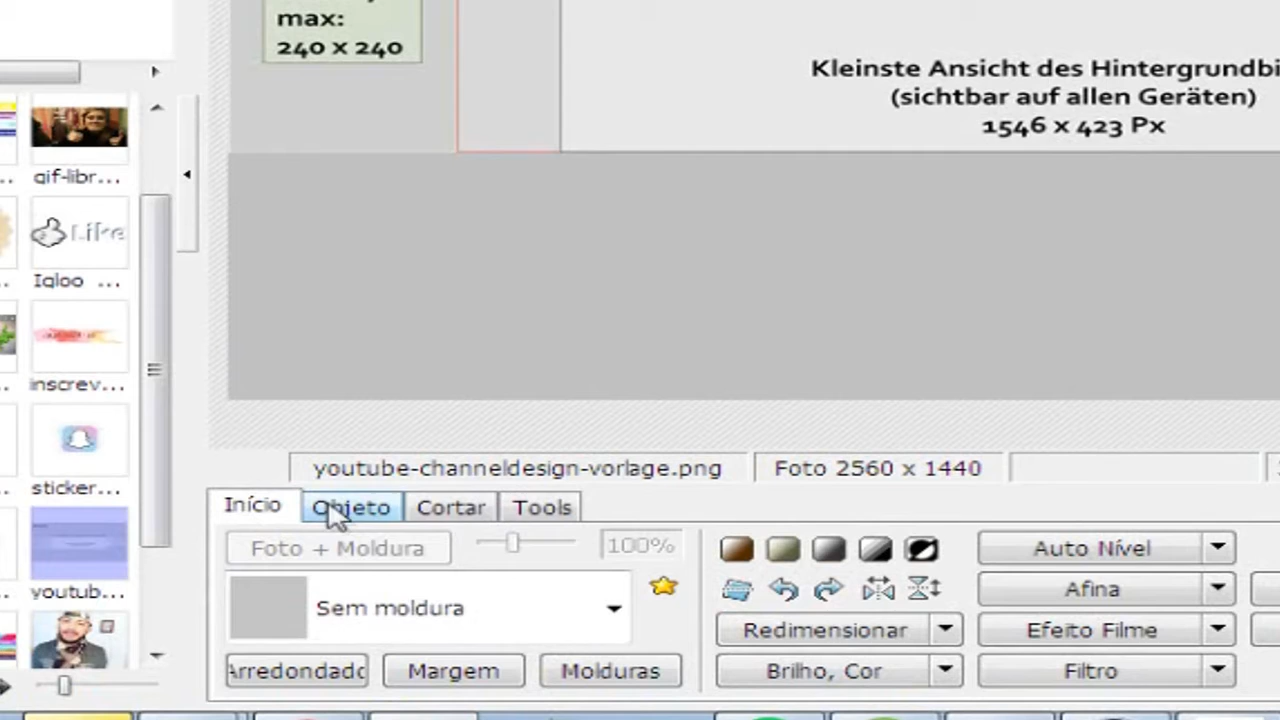 max:
240 x 240
Kleinste Ansicht des Hintergrundbi
(sichtbar auf allen Geräten)
1546 x 423 Px
gif-libr...
Like
Igloo ...
inscrev...
sticker...
youtub...
youtube-channeldesign-vorlage.png
Foto 2560 x 1440
Início
Objeto
Cortar
Tools
Foto + Moldura
100%
Auto Nível
Afina
Sem moldura
Redimensionar
Efeito Filme
Arredondado
Margem
Molduras
Brilho, Cor
Filtro